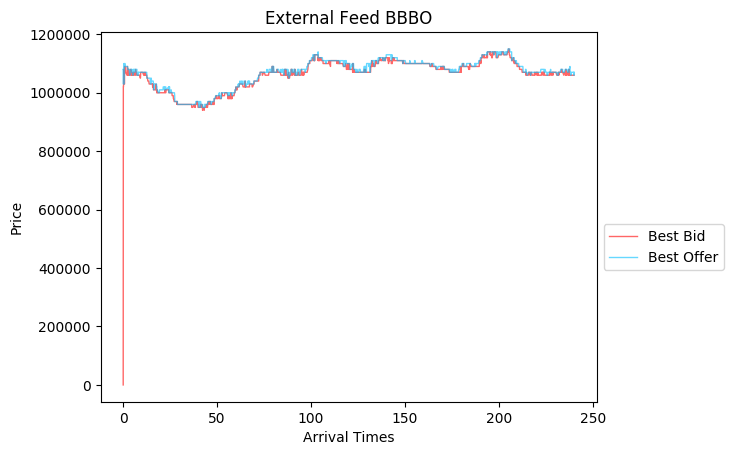 External Feed BBBO
1200000
1000000
800000
600000
400000
200000
0
Price
0 50 100 150 200 250
Arrival Times
Best Bid
Best Offer